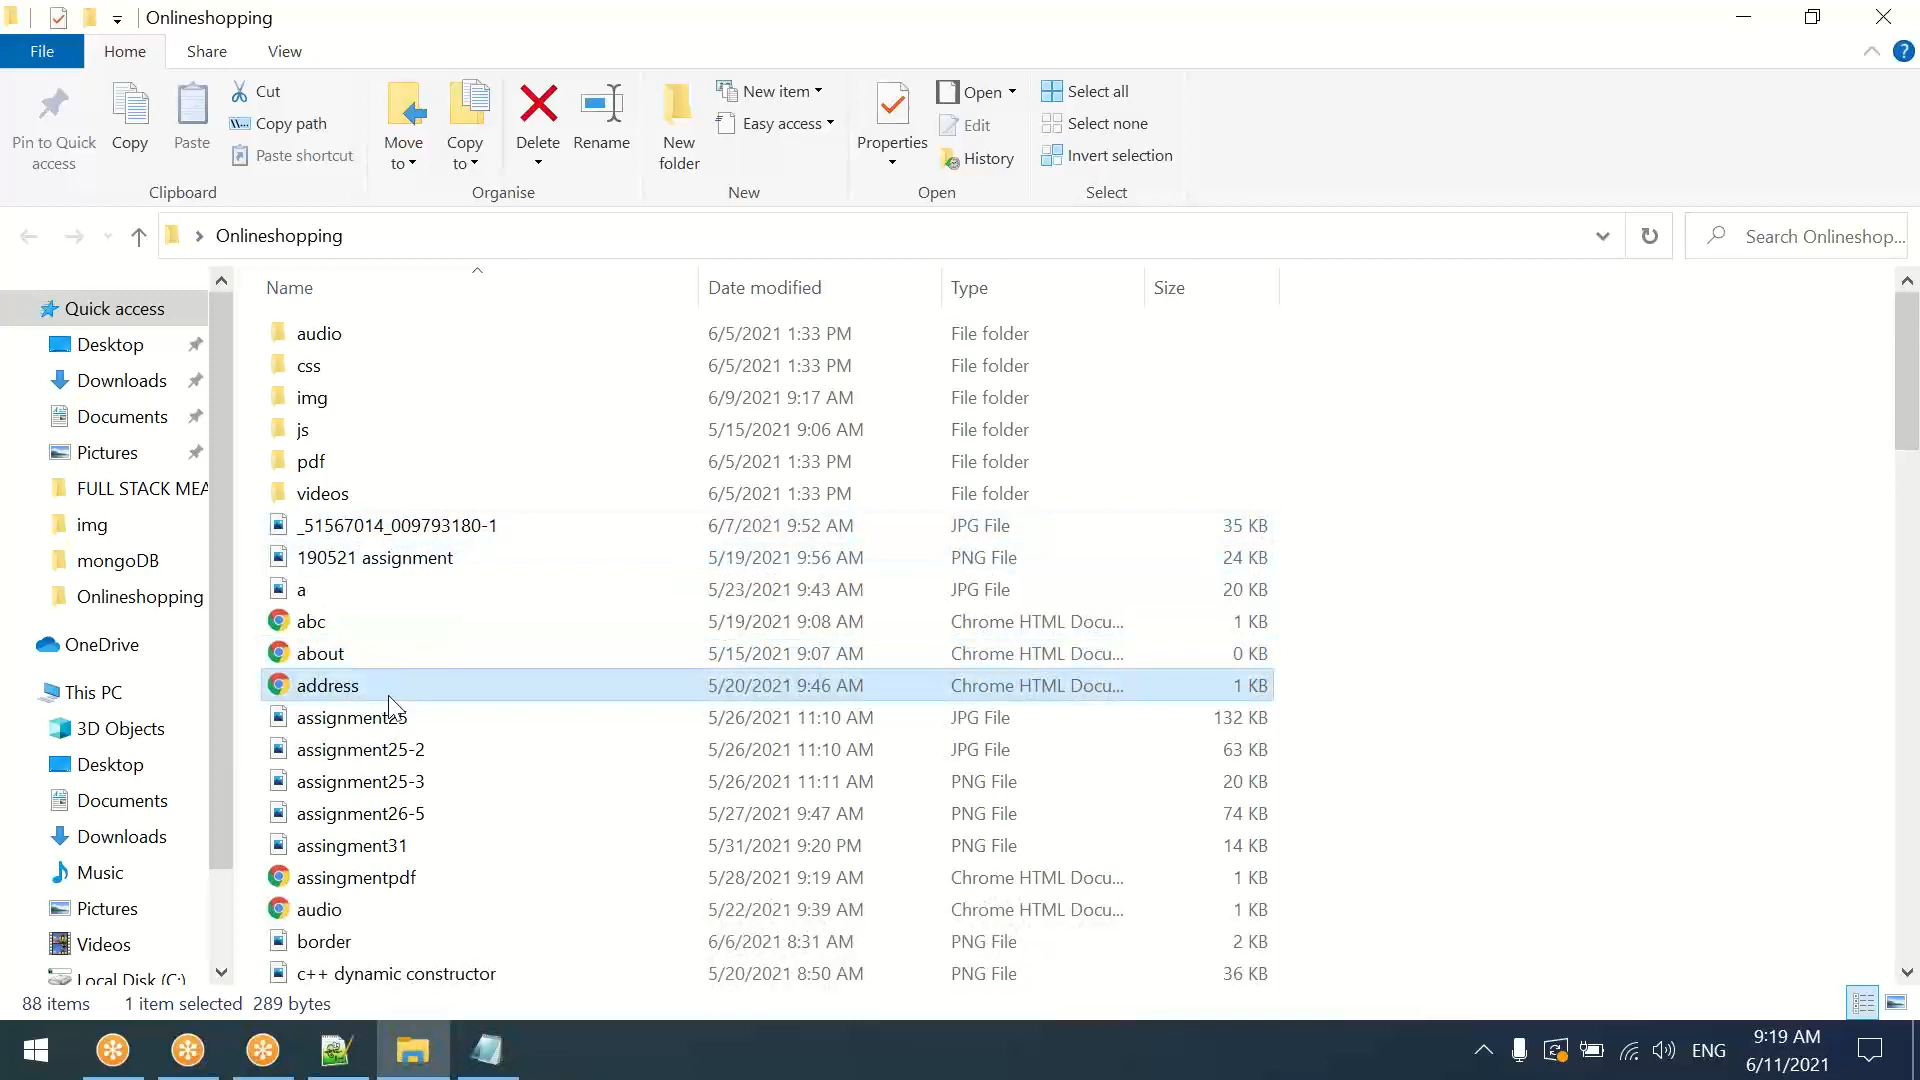 Onlineshopping
File
Home
Share
View
Pin to Quick access
Copy
Paste
Cut
Copy path
Paste shortcut
Clipboard
Move to
Copy to
Delete
Rename
Organise
New folder
New item
Easy access
New
Properties
Open
Edit
History
Open
Select all
Select none
Invert selection
Select
Onlineshopping
Search Onlineshop...
Quick access
Desktop
Downloads
Documents
Pictures
FULL STACK MEA
img
mongoDB
Onlineshopping
OneDrive
This PC
3D Objects
Desktop
Documents
Downloads
Music
Pictures
Videos
Local Disk (C:)
Name Date modified Type Size
audio 6/5/2021 1:33 PM File folder
css 6/5/2021 1:33 PM File folder
img 6/9/2021 9:17 AM File folder
js 5/15/2021 9:06 AM File folder
pdf 6/5/2021 1:33 PM File folder
videos 6/5/2021 1:33 PM File folder
_51567014_009793180-1 6/7/2021 9:52 AM JPG File 35 KB
190521 assignment 5/19/2021 9:56 AM PNG File 24 KB
a 5/23/2021 9:43 AM JPG File 20 KB
abc 5/19/2021 9:08 AM Chrome HTML Docu... 1 KB
about 5/15/2021 9:07 AM Chrome HTML Docu... 0 KB
address 5/20/2021 9:46 AM Chrome HTML Docu... 1 KB
assignment25 5/26/2021 11:10 AM JPG File 132 KB
assignment25-2 5/26/2021 11:10 AM JPG File 63 KB
assignment25-3 5/26/2021 11:11 AM PNG File 20 KB
assignment26-5 5/27/2021 9:47 AM PNG File 74 KB
assingment31 5/31/2021 9:20 PM PNG File 14 KB
assingmentpdf 5/28/2021 9:19 AM Chrome HTML Docu... 1 KB
audio 5/22/2021 9:39 AM Chrome HTML Docu... 1 KB
border 6/6/2021 8:31 AM PNG File 2 KB
c++ dynamic constructor 5/20/2021 8:50 AM PNG File 36 KB
88 items 1 item selected 289 bytes
ENG
9:19 AM
6/11/2021